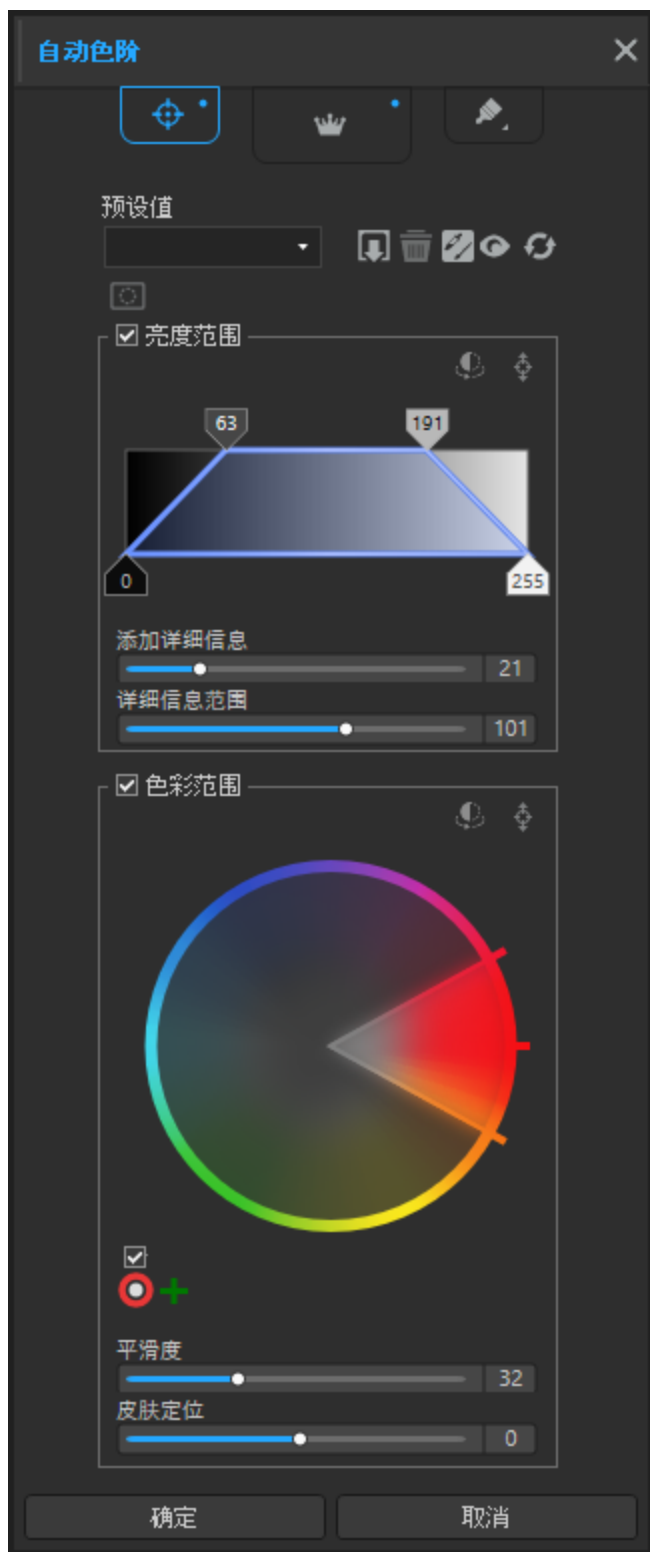 自动色阶
预设值
亮度范围
63 191
0 255
添加详细信息
21
详细信息范围
101
色彩范围
平滑度
32
皮肤定位
0
确定 取消